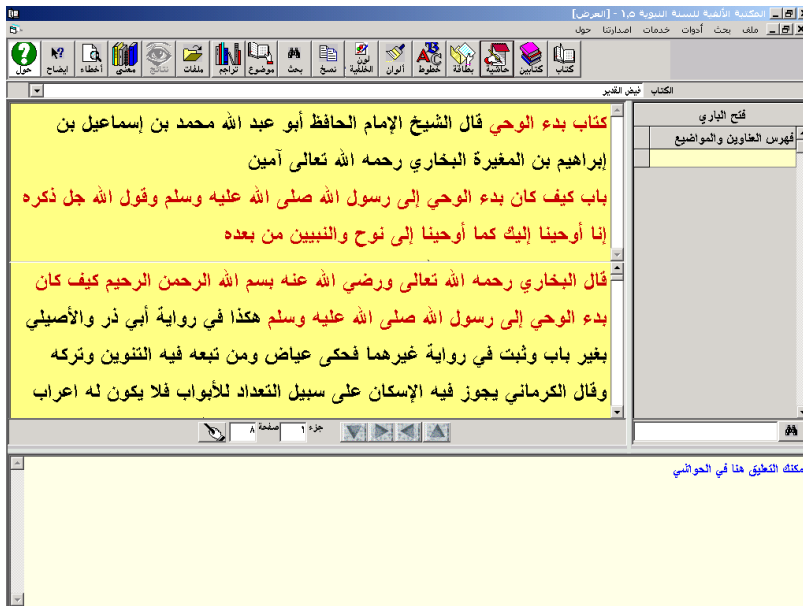 المكتبة الألفية للسنة النبوية ١,٥ - [العرض]
ملف بحث أدوات خدمات اصداراتنا حول
كتاب كتابين حاشية بطاقة خطوط ألوان لون الخلفية نسخ بحث موضوع تراجم ملفات نتائج معنى أخطاء ايضاح حول
الكتاب فيض القدير
فتح الباري
فهرس العناوين والمواضيع
كتاب بدء الوحي قال الشيخ الإمام الحافظ أبو عبد الله محمد بن إسماعيل بن
إبراهيم بن المغيرة البخاري رحمه الله تعالى آمين
باب كيف كان بدء الوحي إلى رسول الله صلى الله عليه وسلم وقول الله جل ذكره
إنا أوحينا إليك كما أوحينا إلى نوح والنبيين من بعده
قال البخاري رحمه الله تعالى ورضي الله عنه بسم الله الرحمن الرحيم كيف كان
بدء الوحي إلى رسول الله صلى الله عليه وسلم هكذا في رواية أبي ذر والأصيلي
بغير باب وثبت في رواية غيرهما فحكى عياض ومن تبعه فيه التنوين وتركه
وقال الكرماني يجوز فيه الإسكان على سبيل التعداد للأبواب فلا يكون له اعراب
جزء ١ صفحة ٨
مكنك التعليق هنا في الحواشي